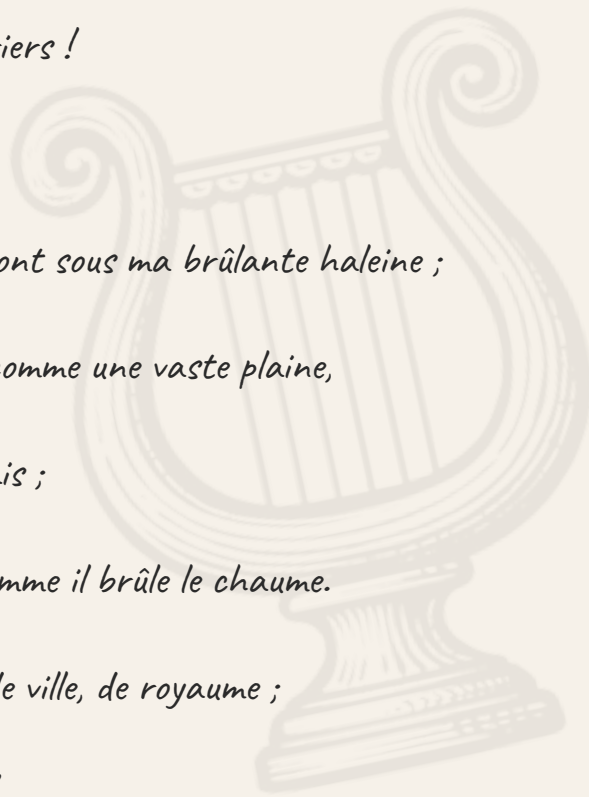 iers !
ont sous ma brûlante haleine ;
omme une vaste plaine,
is ;
mme il brûle le chaume.
e ville, de royaume ;